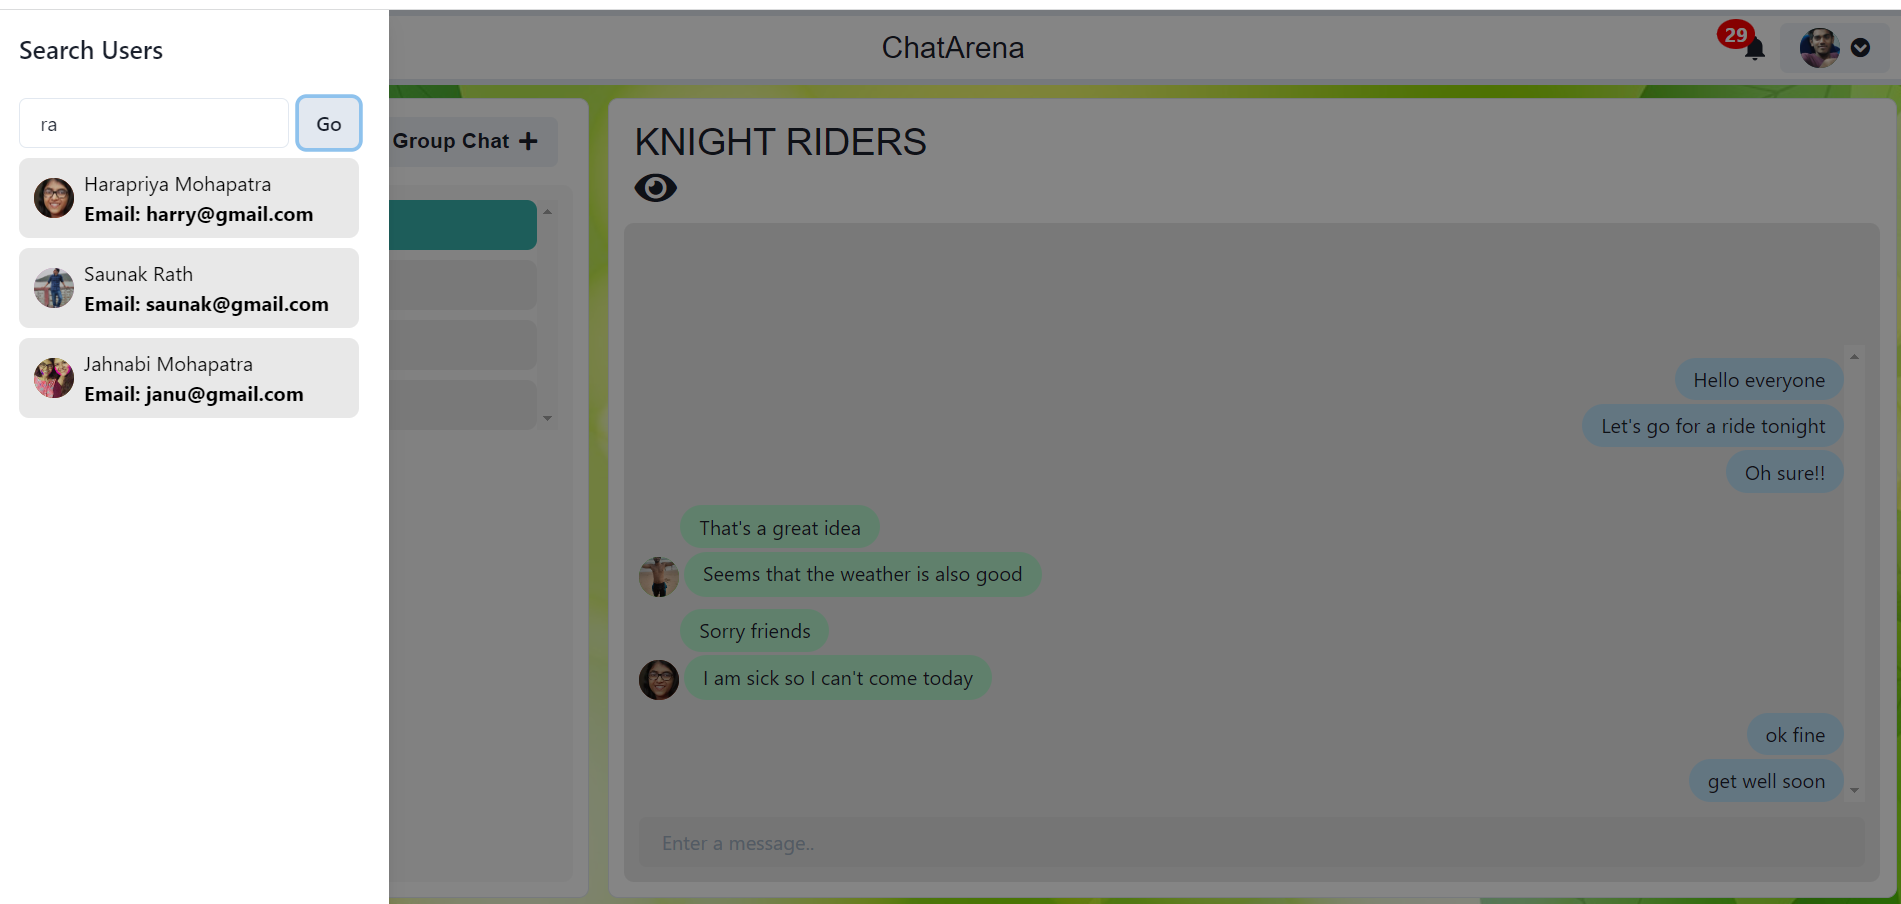 Search Users
ra
Go
Harapriya Mohapatra
Email: harry@gmail.com
Saunak Rath
Email: saunak@gmail.com
Jahnabi Mohapatra
Email: janu@gmail.com
ChatArena
29
Group Chat
KNIGHT RIDERS
Hello everyone
Let's go for a ride tonight
Oh sure!!
That's a great idea
Seems that the weather is also good
Sorry friends
I am sick so I can't come today
ok fine
get well soon
Enter a message..